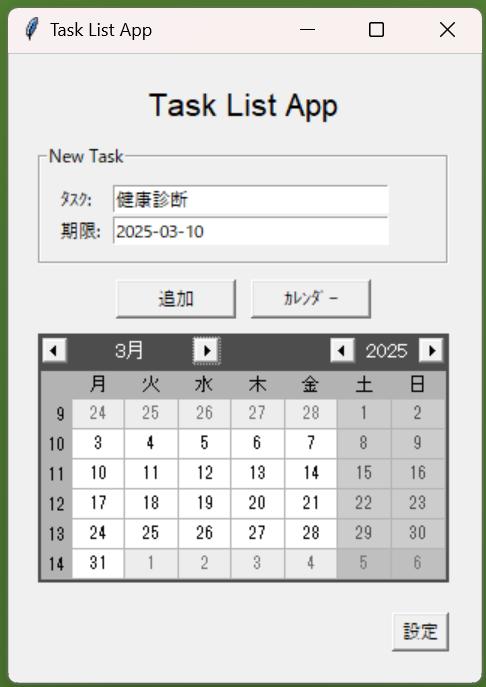 Task List App
Task List App
New Task
ﾀｽｸ: 健康診断
期限: 2025-03-10
追加 ｶﾚﾝﾀﾞｰ
3月 2025
月 火 水 木 金 土 日
9 24 25 26 27 28 1 2
10 3 4 5 6 7 8 9
11 10 11 12 13 14 15 16
12 17 18 19 20 21 22 23
13 24 25 26 27 28 29 30
14 31 1 2 3 4 5 6
設定